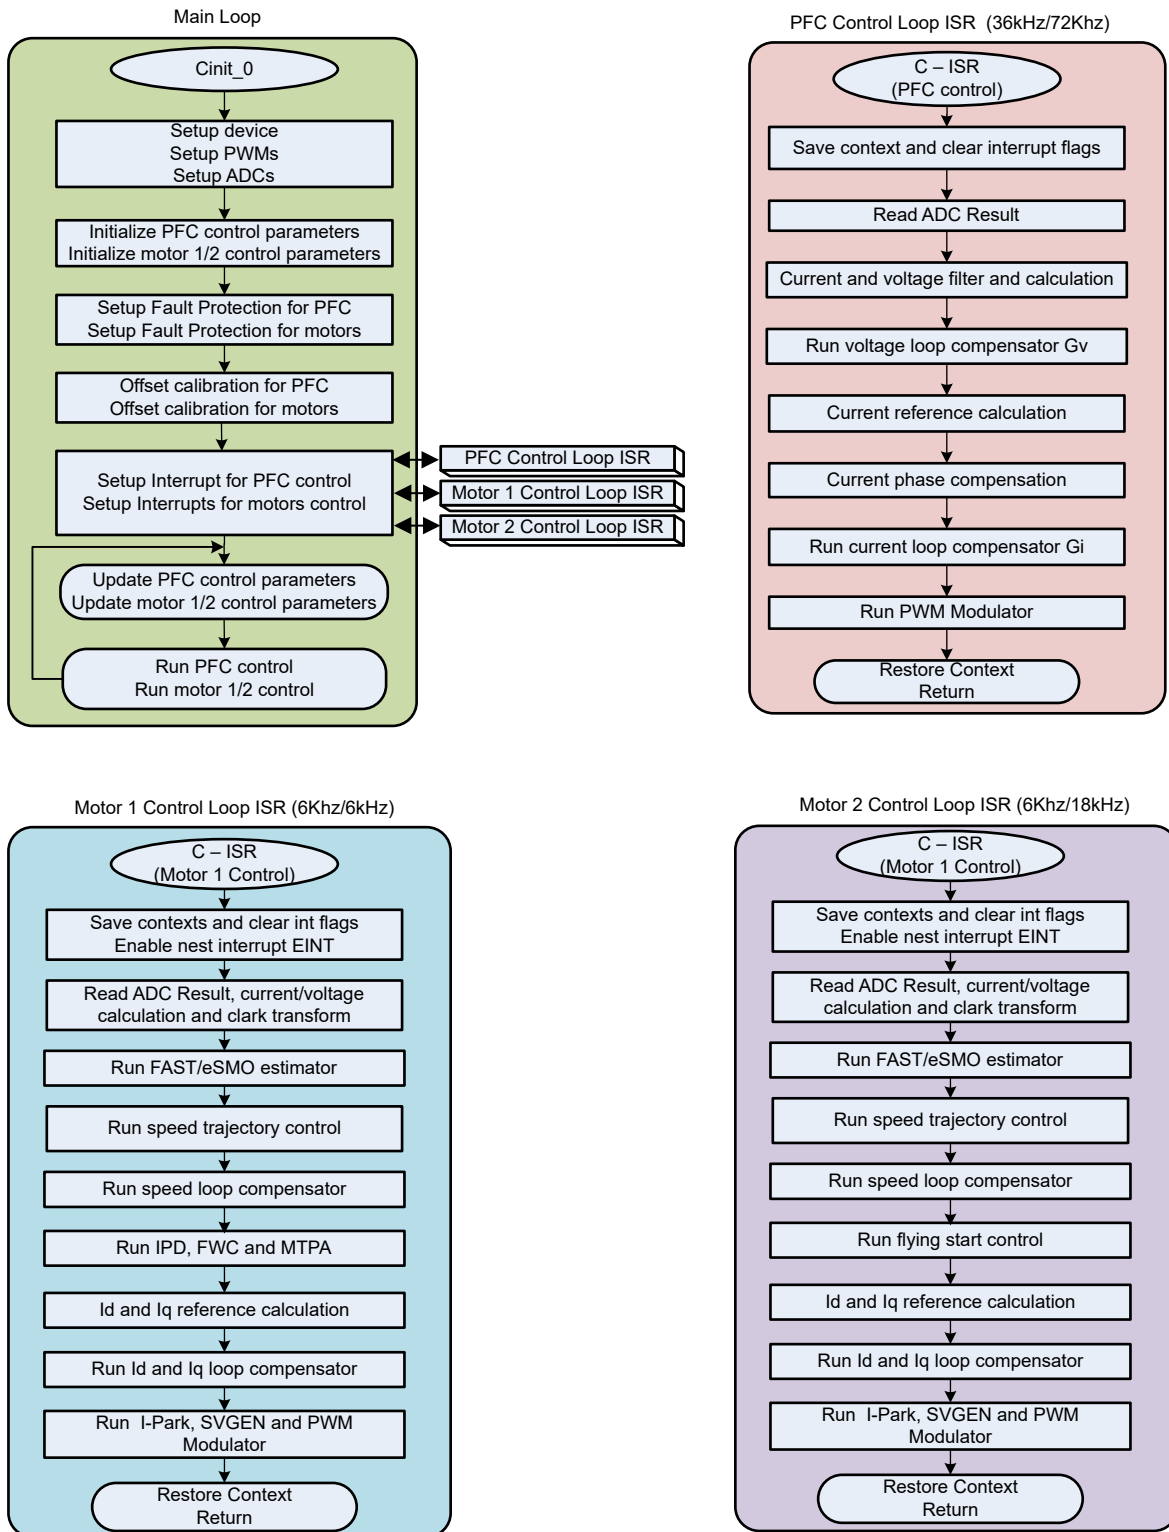 Main Loop
Cinit_0
Setup device
Setup PWMs
Setup ADCs
Initialize PFC control parameters
Initialize motor 1/2 control parameters
Setup Fault Protection for PFC
Setup Fault Protection for motors
Offset calibration for PFC
Offset calibration for motors
Setup Interrupt for PFC control
Setup Interrupts for motors control
PFC Control Loop ISR
Motor 1 Control Loop ISR
Motor 2 Control Loop ISR
Update PFC control parameters
Update motor 1/2 control parameters
Run PFC control
Run motor 1/2 control
PFC Control Loop ISR (36kHz/72Khz)
C – ISR
(PFC control)
Save context and clear interrupt flags
Read ADC Result
Current and voltage filter and calculation
Run voltage loop compensator Gv
Current reference calculation
Current phase compensation
Run current loop compensator Gi
Run PWM Modulator
Restore Context
Return
Motor 1 Control Loop ISR (6Khz/6kHz)
C – ISR
(Motor 1 Control)
Save contexts and clear int flags
Enable nest interrupt EINT
Read ADC Result, current/voltage
calculation and clark transform
Run FAST/eSMO estimator
Run speed trajectory control
Run speed loop compensator
Run IPD, FWC and MTPA
Id and Iq reference calculation
Run Id and Iq loop compensator
Run I-Park, SVGEN and PWM
Modulator
Restore Context
Return
Motor 2 Control Loop ISR (6Khz/18kHz)
C – ISR
(Motor 1 Control)
Save contexts and clear int flags
Enable nest interrupt EINT
Read ADC Result, current/voltage
calculation and clark transform
Run FAST/eSMO estimator
Run speed trajectory control
Run speed loop compensator
Run flying start control
Id and Iq reference calculation
Run Id and Iq loop compensator
Run I-Park, SVGEN and PWM
Modulator
Restore Context
Return